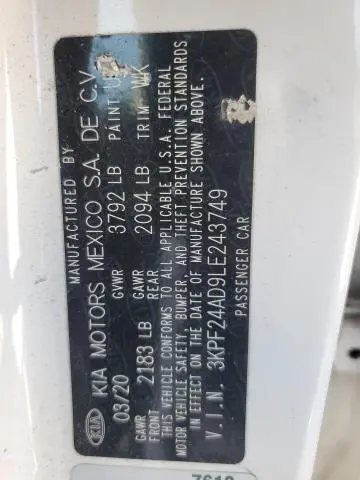 MANUFACTURED BY
KIA KIA MOTORS MEXICO S.A. DE C.V
03/20 GVWR 3792 LB PAINT U
GAWR FRONT 2183 LB GAWR REAR 2094 LB TRIM WK
THIS VEHICLE CONFORMS TO ALL APPLICABLE U.S.A. FEDERAL
MOTOR VEHICLE SAFETY, BUMPER, AND THEFT PREVENTION STANDARDS
IN EFFECT ON THE DATE OF MANUFACTURE SHOWN ABOVE.
V.I.N. 3KPF24AD9LE243749
PASSENGER CAR